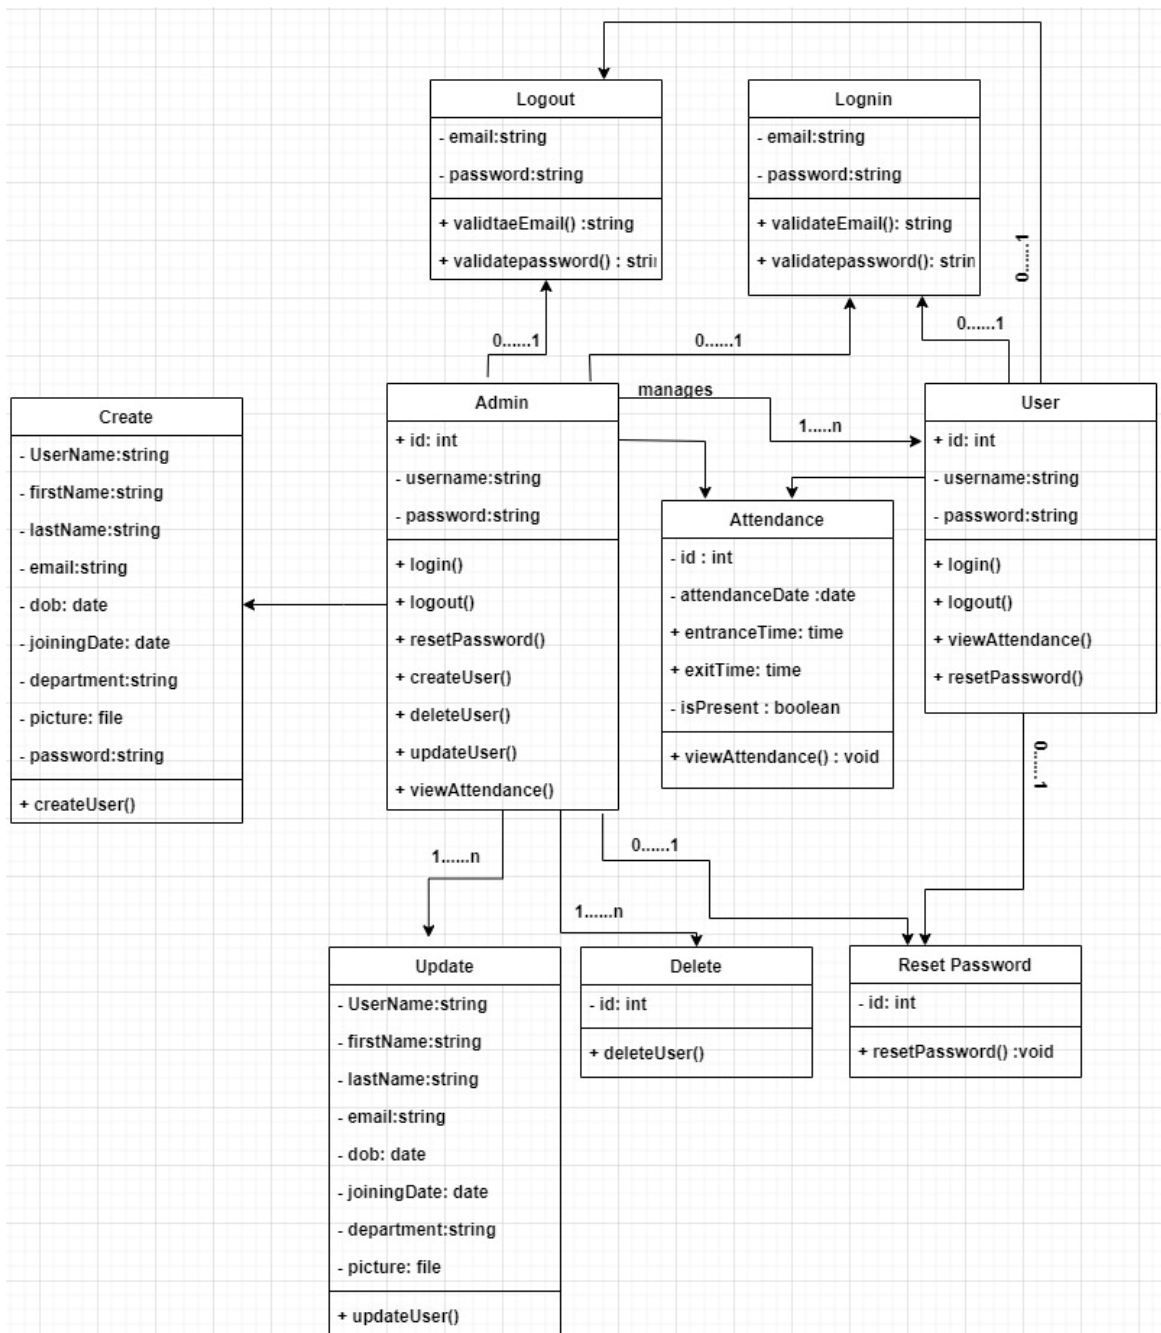 Logout
- email:string
- password:string
+ validtaeEmail() :string
+ validatepassword() : stri
Lognin
- email:string
- password:string
+ validateEmail(): string
+ validatepassword(): strin
0......1
0......1
0......1
0......1
manages
1.....n
Create
- UserName:string
- firstName:string
- lastName:string
- email:string
- dob: date
- joiningDate: date
- department:string
- picture: file
- password:string
+ createUser()
Admin
+ id: int
- username:string
- password:string
+ login()
+ logout()
+ resetPassword()
+ createUser()
+ deleteUser()
+ updateUser()
+ viewAttendance()
Attendance
- id : int
- attendanceDate :date
+ entranceTime: time
+ exitTime: time
- isPresent : boolean
+ viewAttendance() : void
User
+ id: int
- username:string
- password:string
+ login()
+ logout()
+ viewAttendance()
+ resetPassword()
0......1
1......n
0......1
1......n
Update
- UserName:string
- firstName:string
- lastName:string
- email:string
- dob: date
- joiningDate: date
- department:string
- picture: file
+ updateUser()
Delete
- id: int
+ deleteUser()
Reset Password
- id: int
+ resetPassword() :void